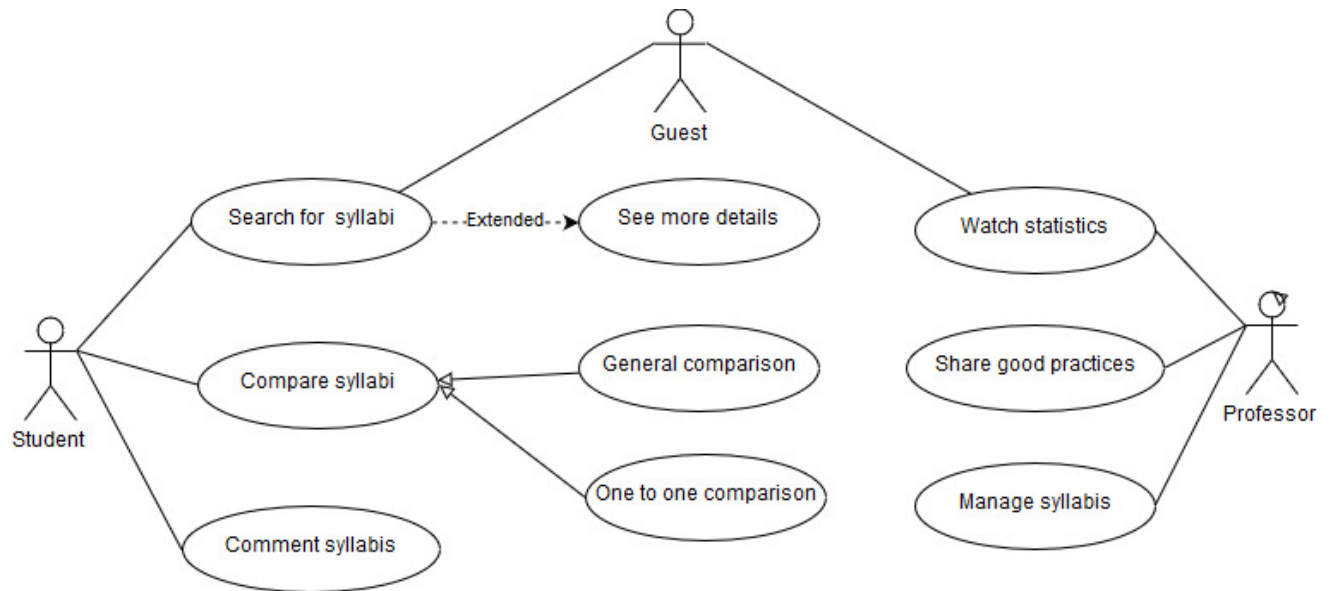 Guest
Search for syllabi
Extended
See more details
Watch statistics
General comparison
Share good practices
Compare syllabi
Student
Professor
One to one comparison
Manage syllabis
Comment syllabis